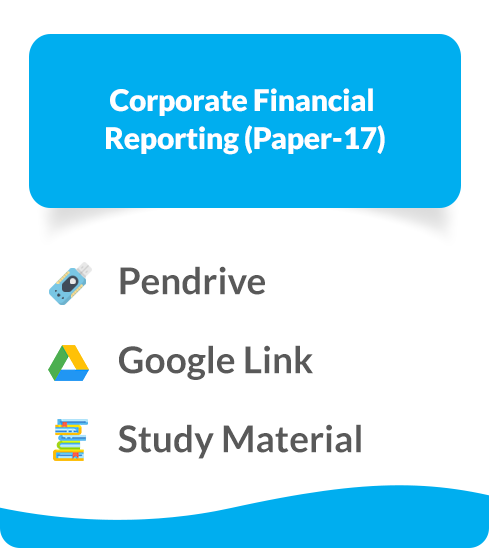 Corporate Financial
Reporting (Paper-17)
Pendrive
Google Link
Study Material